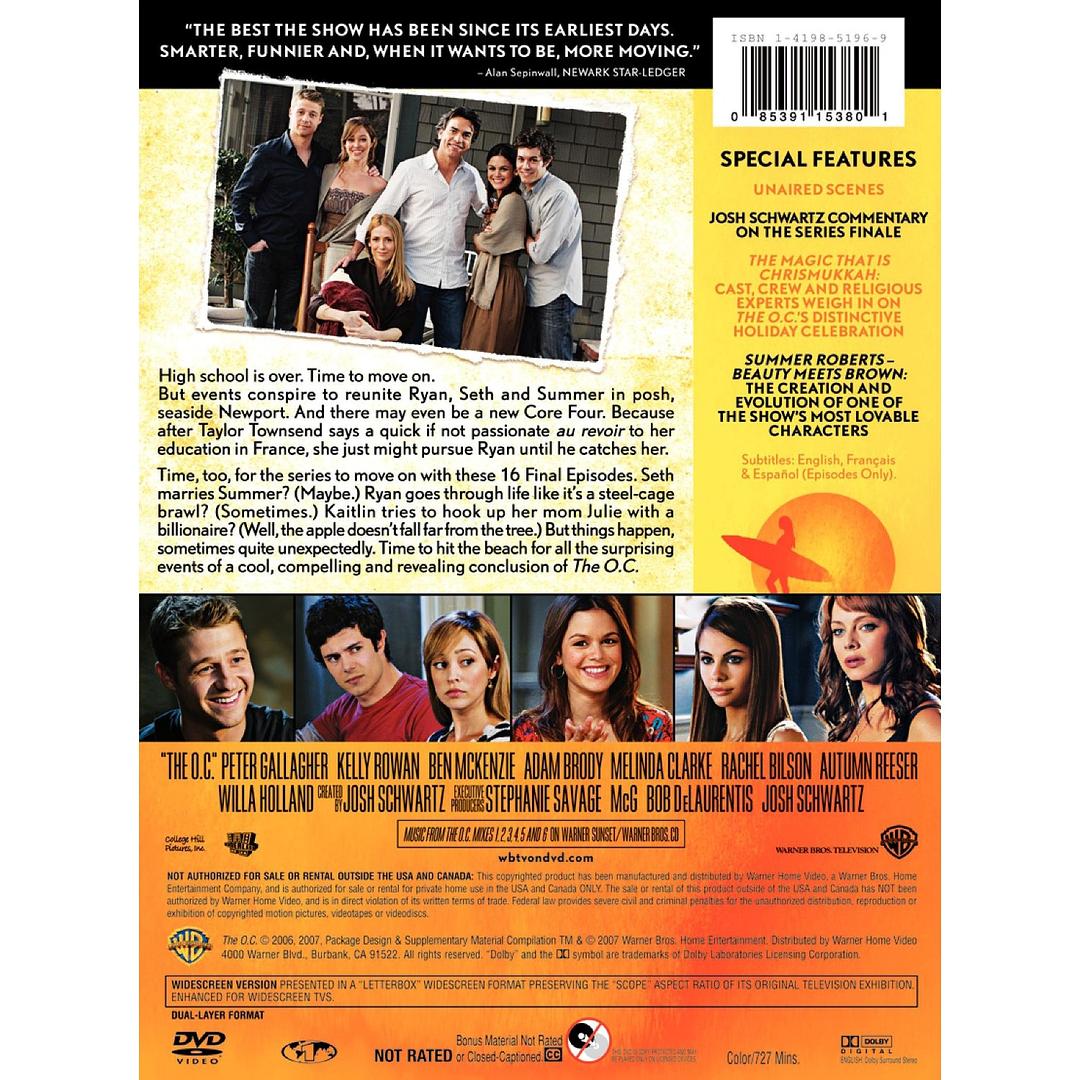 “THE BEST THE SHOW HAS BEEN SINCE ITS EARLIEST DAYS.
SMARTER, FUNNIER AND, WHEN IT WANTS TO BE, MORE MOVING.”
– Alan Sepinwall, NEWARK STAR-LEDGER
ISBN 1-4198-5196-9
0 85391 15380 1
SPECIAL FEATURES
UNAIRED SCENES
JOSH SCHWARTZ COMMENTARY
ON THE SERIES FINALE
THE MAGIC THAT IS
CHRISMUKKAH:
CAST, CREW AND RELIGIOUS
EXPERTS WEIGH IN ON
THE O.C.'S DISTINCTIVE
HOLIDAY CELEBRATION
SUMMER ROBERTS –
BEAUTY MEETS BROWN:
THE CREATION AND
EVOLUTION OF ONE OF
THE SHOW'S MOST LOVABLE
CHARACTERS
Subtitles: English, Français
& Español (Episodes Only).
High school is over. Time to move on.
But events conspire to reunite Ryan, Seth and Summer in posh,
seaside Newport. And there may even be a new Core Four. Because
after Taylor Townsend says a quick if not passionate au revoir to her
education in France, she just might pursue Ryan until he catches her.
Time, too, for the series to move on with these 16 Final Episodes. Seth
marries Summer? (Maybe.) Ryan goes through life like it's a steel-cage
brawl? (Sometimes.) Kaitlin tries to hook up her mom Julie with a
billionaire? (Well, the apple doesn't fall far from the tree.) But things happen,
sometimes quite unexpectedly. Time to hit the beach for all the surprising
events of a cool, compelling and revealing conclusion of The O.C.
"THE O.C." PETER GALLAGHER KELLY ROWAN BEN MCKENZIE ADAM BRODY MELINDA CLARKE RACHEL BILSON AUTUMN REESER
WILLA HOLLAND CREATED BY JOSH SCHWARTZ EXECUTIVE PRODUCERS STEPHANIE SAVAGE McG BOB DeLAURENTIS JOSH SCHWARTZ
College Hill
Pictures, Inc.
MUSIC FROM THE O.C. MIXES 1, 2, 3, 4, 5 AND 6 ON WARNER SUNSET/WARNER BROS. CD
WARNER BROS. TELEVISION
WB
wbtvondvd.com
NOT AUTHORIZED FOR SALE OR RENTAL OUTSIDE THE USA AND CANADA: This copyrighted product has been manufactured and distributed by Warner Home Video, a Warner Bros. Home
Entertainment Company, and is authorized for sale or rental for private home use in the USA and Canada ONLY. The sale or rental of this product outside of the USA and Canada has NOT been
authorized by Warner Home Video, and is in direct violation of its written terms of trade. Federal law provides severe civil and criminal penalties for the unauthorized distribution, reproduction or
exhibition of copyrighted motion pictures, videotapes or videodiscs.
WB
The O.C. © 2006, 2007, Package Design & Supplementary Material Compilation TM & © 2007 Warner Bros. Home Entertainment. Distributed by Warner Home Video
4000 Warner Blvd., Burbank, CA 91522. All rights reserved. "Dolby" and the DD symbol are trademarks of Dolby Laboratories Licensing Corporation.
WIDESCREEN VERSION PRESENTED IN A "LETTERBOX" WIDESCREEN FORMAT PRESERVING THE "SCOPE" ASPECT RATIO OF ITS ORIGINAL TELEVISION EXHIBITION.
ENHANCED FOR WIDESCREEN TVS.
DUAL-LAYER FORMAT
DVD
VIDEO
1
NOT RATED
Bonus Material Not Rated
or Closed-Captioned. CC
Color/727 Mins.
DOLBY
DIGITAL
ENGLISH: Dolby Surround Stereo